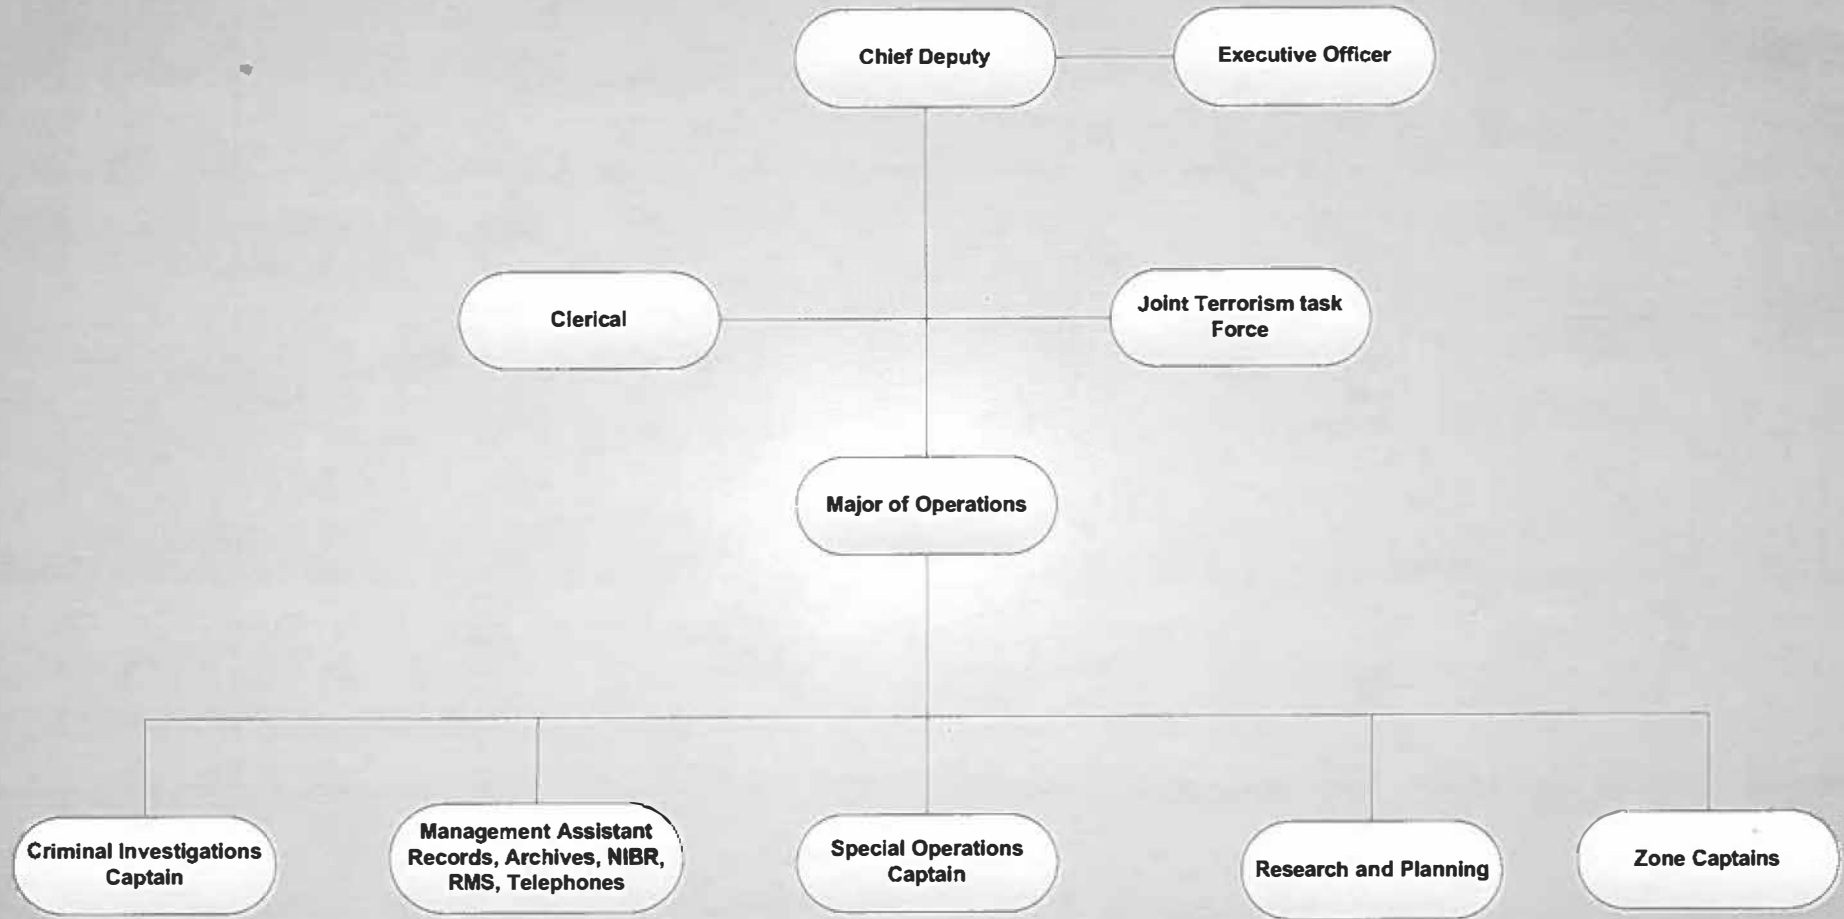 Chief Deputy
Executive Officer
Clerical
Joint Terrorism task
Force
Major of Operations
Criminal Investigations
Captain
Management Assistant
Records, Archives, NIBR,
RMS, Telephones
Special Operations
Captain
Research and Planning
Zone Captains